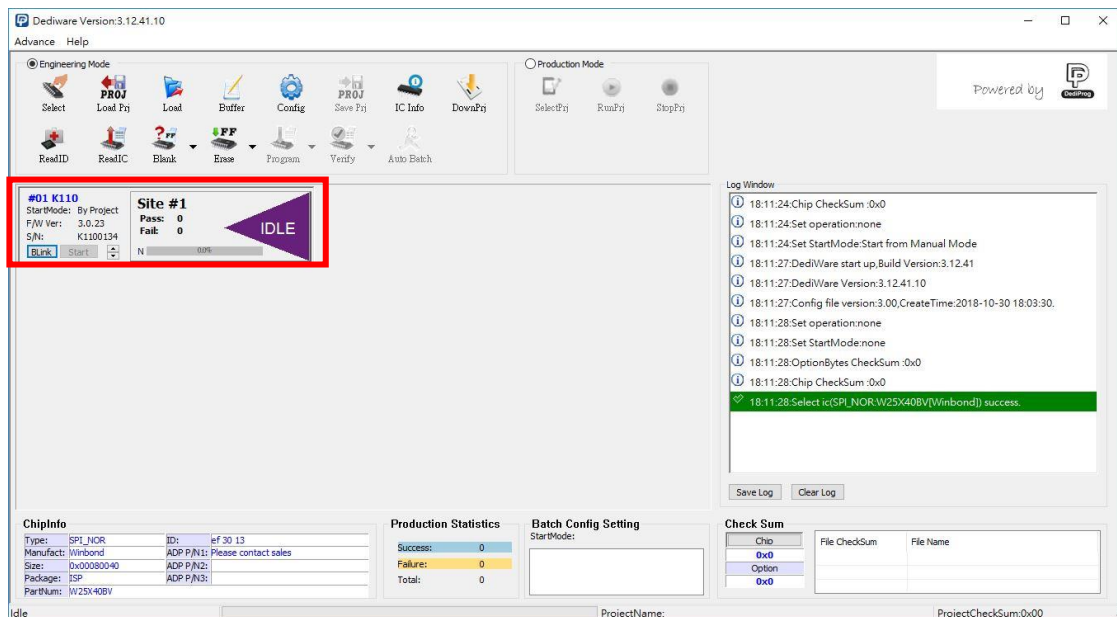 Dediware Version:3.12.41.10
Advance Help
Engineering Mode
Select Load Prj Load Buffer Config Save Prj IC Info DownPrj
ReadID ReadIC Blank Erase Program Verify Auto Batch
Production Mode
SelectPrj RunPrj StopPrj
Powered by DediProg
#01 K110
StartMode: By Project
F/W Ver: 3.0.23
S/N: K1100134
BLink Start
Site #1
Pass: 0
Fail: 0
N 0.0%
IDLE
Log Window
18:11:24:Chip CheckSum :0x0
18:11:24:Set operation:none
18:11:24:Set StartMode:Start from Manual Mode
18:11:27:DediWare start up,Build Version:3.12.41
18:11:27:DediWare Version:3.12.41.10
18:11:27:Config file version:3.00,CreateTime:2018-10-30 18:03:30.
18:11:28:Set operation:none
18:11:28:Set StartMode:none
18:11:28:OptionBytes CheckSum :0x0
18:11:28:Chip CheckSum :0x0
18:11:28:Select ic(SPI_NOR:W25X40BV[Winbond]) success.
Save Log Clear Log
ChipInfo
Type: SPI_NOR ID: ef 30 13
Manufact: Winbond ADP P/N1: Please contact sales
Size: 0x00080040 ADP P/N2:
Package: ISP ADP P/N3:
PartNum: W25X40BV
Production Statistics
Success: 0
Failure: 0
Total: 0
Batch Config Setting
StartMode:
Check Sum
Chip File CheckSum File Name
0x0
Option
0x0
Idle ProjectName: ProjectCheckSum:0x00